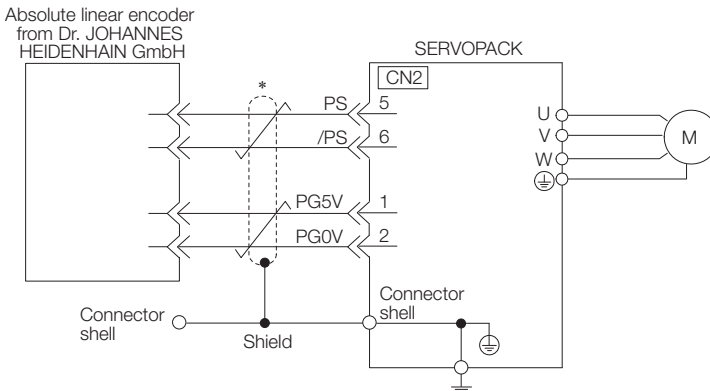 Absolute linear encoder
from Dr. JOHANNES
HEIDENHAIN GmbH
SERVOPACK
CN2
*
PS 5
/PS 6
PG5V 1
PG0V 2
U
V
W
M
Connector
shell
Shield
Connector
shell